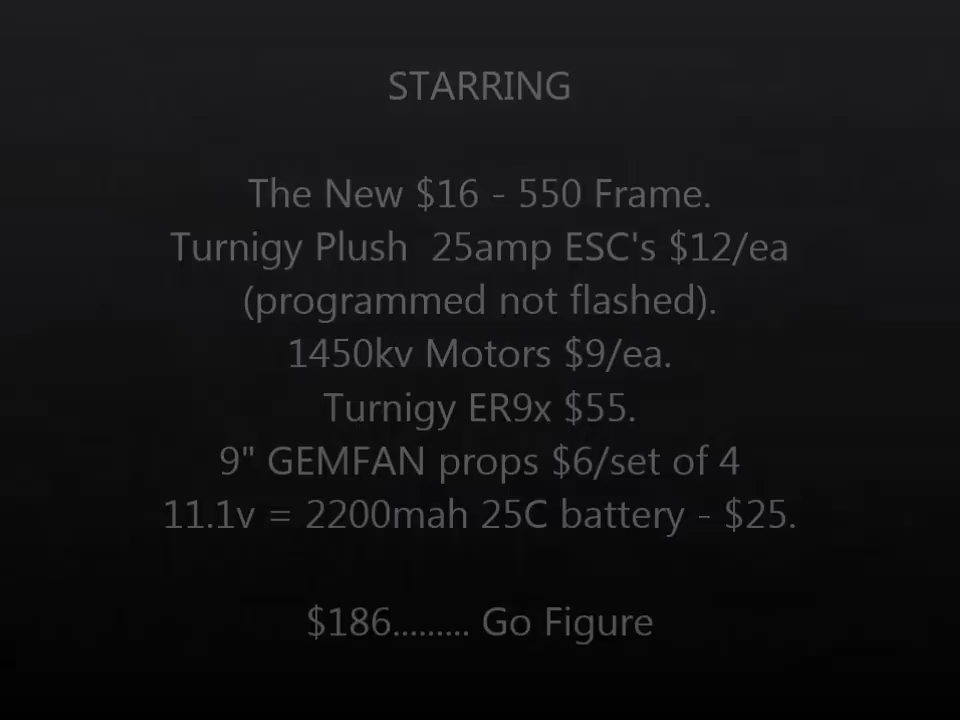 STARRING
The New $16 - 550 Frame.
Turnigy Plush  25amp ESC's $12/ea
(programmed not flashed).
1450kv Motors $9/ea.
Turnigy ER9x $55.
9" GEMFAN props $6/set of 4
11.1v = 2200mah 25C battery - $25.
$186......... Go Figure